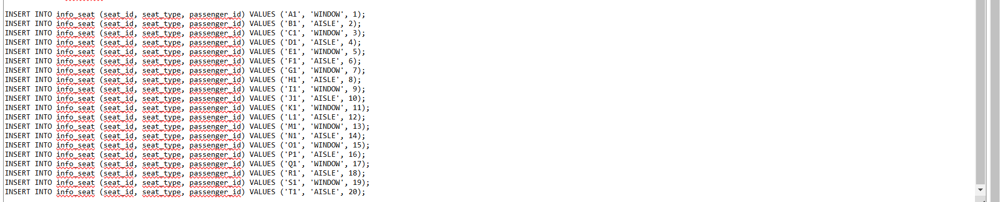 INSERT INTO info_seat (seat_id, seat_type, passenger_id) VALUES ('A1', 'WINDOW', 1);
INSERT INTO info_seat (seat_id, seat_type, passenger_id) VALUES ('B1', 'AISLE', 2);
INSERT INTO info_seat (seat_id, seat_type, passenger_id) VALUES ('C1', 'WINDOW', 3);
INSERT INTO info_seat (seat_id, seat_type, passenger_id) VALUES ('D1', 'AISLE', 4);
INSERT INTO info_seat (seat_id, seat_type, passenger_id) VALUES ('E1', 'WINDOW', 5);
INSERT INTO info_seat (seat_id, seat_type, passenger_id) VALUES ('F1', 'AISLE', 6);
INSERT INTO info_seat (seat_id, seat_type, passenger_id) VALUES ('G1', 'WINDOW', 7);
INSERT INTO info_seat (seat_id, seat_type, passenger_id) VALUES ('H1', 'AISLE', 8);
INSERT INTO info_seat (seat_id, seat_type, passenger_id) VALUES ('I1', 'WINDOW', 9);
INSERT INTO info_seat (seat_id, seat_type, passenger_id) VALUES ('J1', 'AISLE', 10);
INSERT INTO info_seat (seat_id, seat_type, passenger_id) VALUES ('K1', 'WINDOW', 11);
INSERT INTO info_seat (seat_id, seat_type, passenger_id) VALUES ('L1', 'AISLE', 12);
INSERT INTO info_seat (seat_id, seat_type, passenger_id) VALUES ('M1', 'WINDOW', 13);
INSERT INTO info_seat (seat_id, seat_type, passenger_id) VALUES ('N1', 'AISLE', 14);
INSERT INTO info_seat (seat_id, seat_type, passenger_id) VALUES ('O1', 'WINDOW', 15);
INSERT INTO info_seat (seat_id, seat_type, passenger_id) VALUES ('P1', 'AISLE', 16);
INSERT INTO info_seat (seat_id, seat_type, passenger_id) VALUES ('Q1', 'WINDOW', 17);
INSERT INTO info_seat (seat_id, seat_type, passenger_id) VALUES ('R1', 'AISLE', 18);
INSERT INTO info_seat (seat_id, seat_type, passenger_id) VALUES ('S1', 'WINDOW', 19);
INSERT INTO info_seat (seat_id, seat_type, passenger_id) VALUES ('T1', 'AISLE', 20);